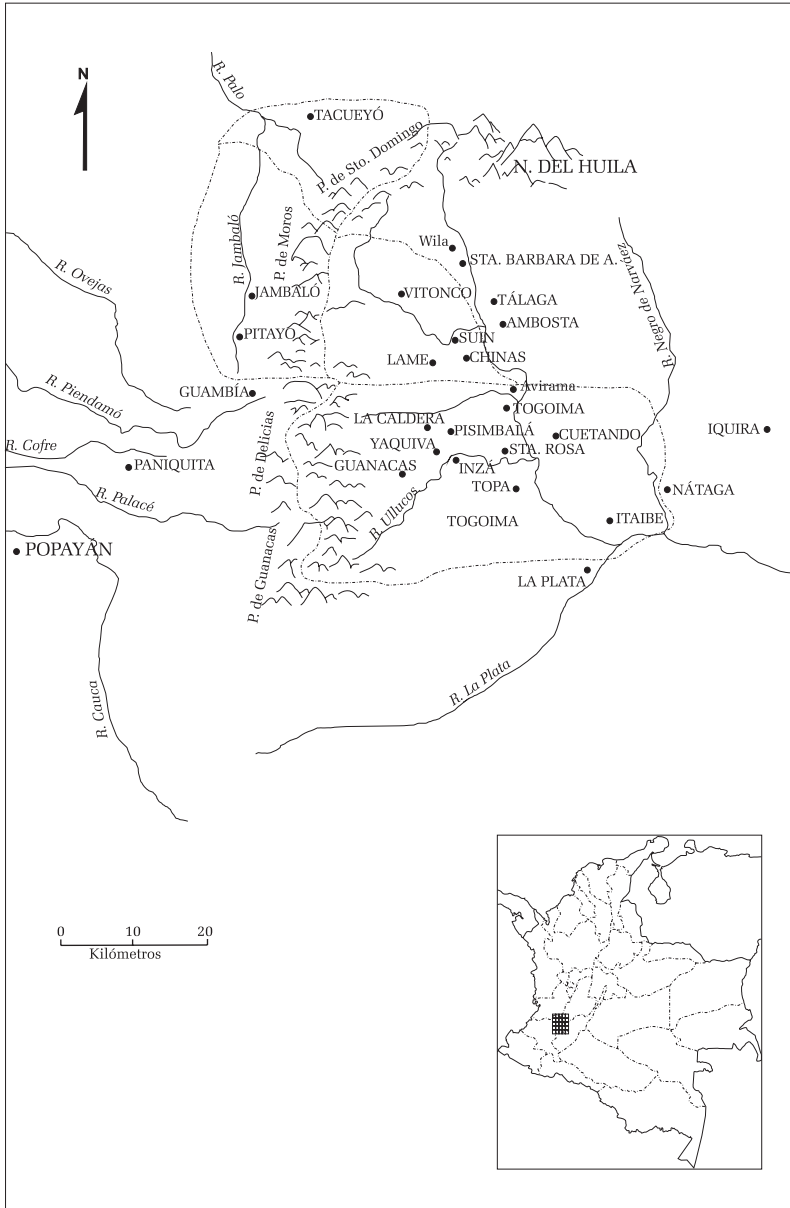 N
R. Palo
TACUEYÓ
P. de Sto. Domingo
N. DEL HUILA
R. Jambaló
P. de Moros
Wila
STA. BARBARA DE A.
R. Negro de Narváez
R. Ovejas
JAMBALÓ
VITONCO
TÁLAGA
AMBOSTA
PITAYÓ
SUIN
LAME
CHINAS
R. Piendamó
GUAMBÍA
Avirama
TOGOIMA
LA CALDERA
PISIMBALÁ
CUETANDO
IQUIRA
R. Cofre
P. de Delicias
YAQUIVA
STA. ROSA
PANIQUITA
GUANACAS
INZÁ
R. Palacé
TOPA
NÁTAGA
R. Ullucos
TOGOIMA
ITAIBE
POPAYÁN
P. de Guanacas
LA PLATA
R. La Plata
R. Cauca
0 10 20
Kilómetros